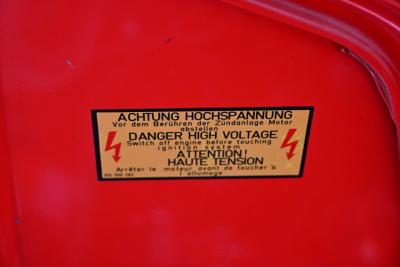 ACHTUNG HOCHSPANNUNG
Vor dem Berühren der Zündanlage Motor
abstellen
DANGER HIGH VOLTAGE
Switch off engine before touching
ignition system
ATTENTION!
HAUTE TENSION
Arrêter le moteur avant de toucher à
l'allumage